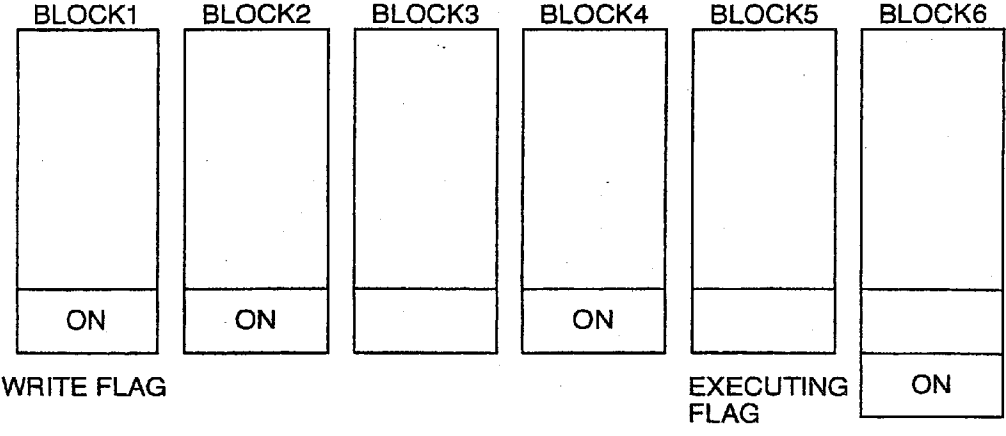 BLOCK1 BLOCK2 BLOCK3 BLOCK4 BLOCK5 BLOCK6
ON ON ON
WRITE FLAG
EXECUTING
FLAG
ON